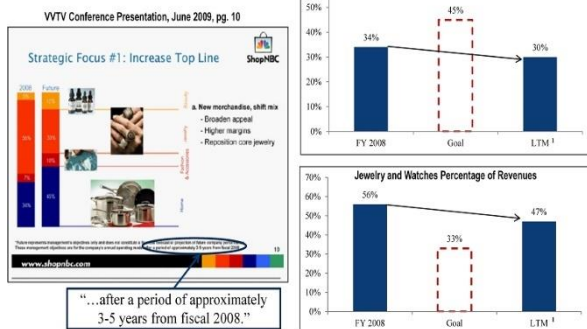 VVTV Conference Presentation, June 2009, pg. 10
Strategic Focus #1: Increase Top Line
ShopNBC
2008 Future
a. New merchandise, shift mix
- Broaden appeal
- Higher margins
- Reposition core jewelry
Home
www.shopnbc.com
10
"…after a period of approximately
3-5 years from fiscal 2008."
50%
40%
30%
20%
10%
0%
34%
45%
30%
FY 2008
Goal
LTM 1
Jewelry and Watches Percentage of Revenues
70%
60%
50%
40%
30%
20%
10%
0%
56%
33%
47%
FY 2008
Goal
LTM 1